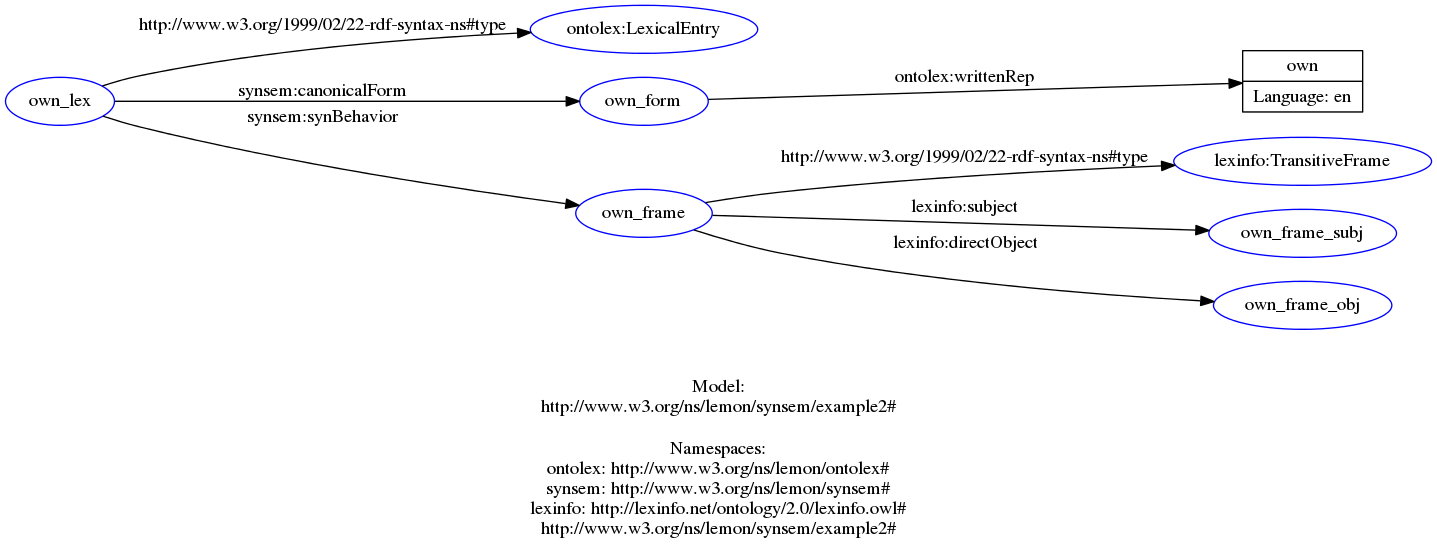 http://www.w3.org/1999/02/22-rdf-syntax-ns#type
ontolex:LexicalEntry
own_lex
synsem:canonicalForm
own_form
ontolex:writtenRep
own
Language: en
synsem:synBehavior
own_frame
http://www.w3.org/1999/02/22-rdf-syntax-ns#type
lexinfo:TransitiveFrame
lexinfo:subject
own_frame_subj
lexinfo:directObject
own_frame_obj
Model:
http://www.w3.org/ns/lemon/synsem/example2#
Namespaces:
ontolex: http://www.w3.org/ns/lemon/ontolex#
synsem: http://www.w3.org/ns/lemon/synsem#
lexinfo: http://lexinfo.net/ontology/2.0/lexinfo.owl#
http://www.w3.org/ns/lemon/synsem/example2#